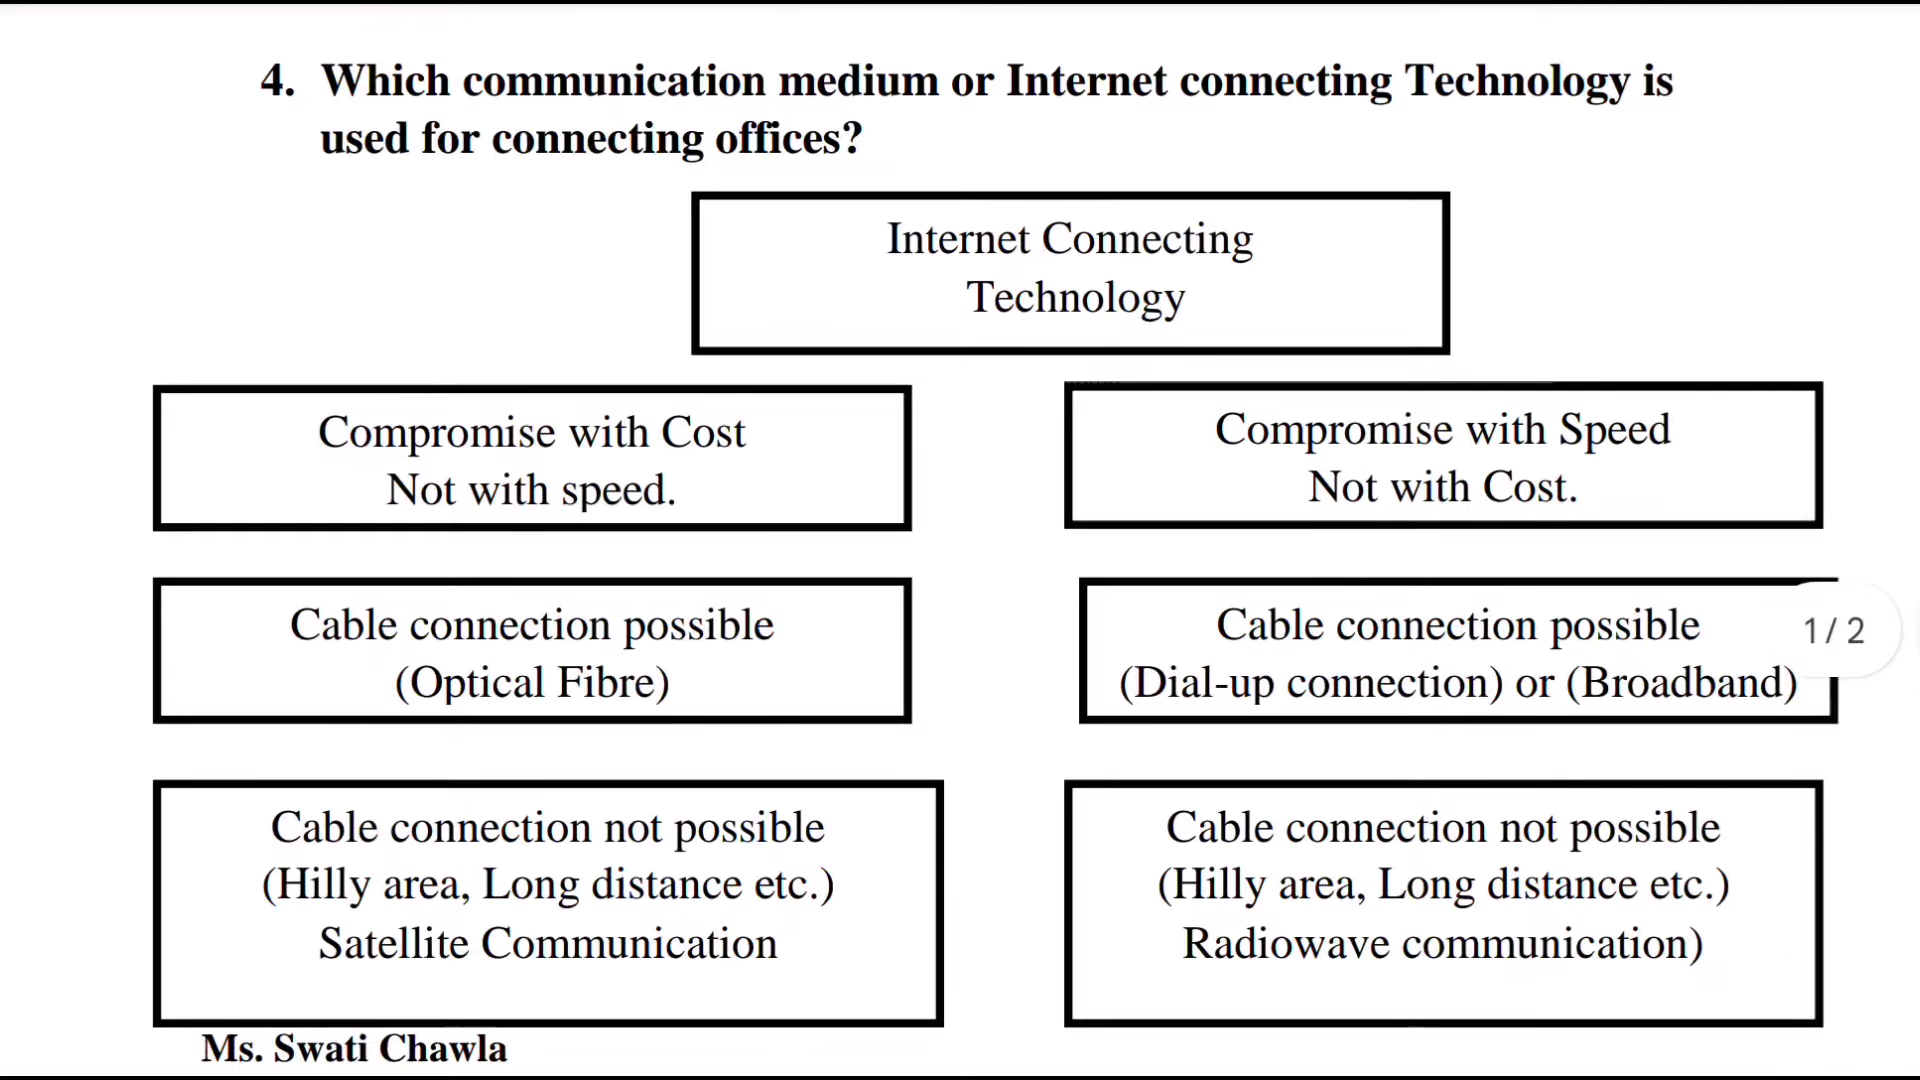 4. Which communication medium or Internet connecting Technology is
used for connecting offices?
Internet Connecting
Technology
Compromise with Cost
Not with speed.
Compromise with Speed
Not with Cost.
Cable connection possible
(Optical Fibre)
Cable connection possible
(Dial-up connection) or (Broadband)
1 / 2
Cable connection not possible
(Hilly area, Long distance etc.)
Satellite Communication
Cable connection not possible
(Hilly area, Long distance etc.)
Radiowave communication)
Ms. Swati Chawla